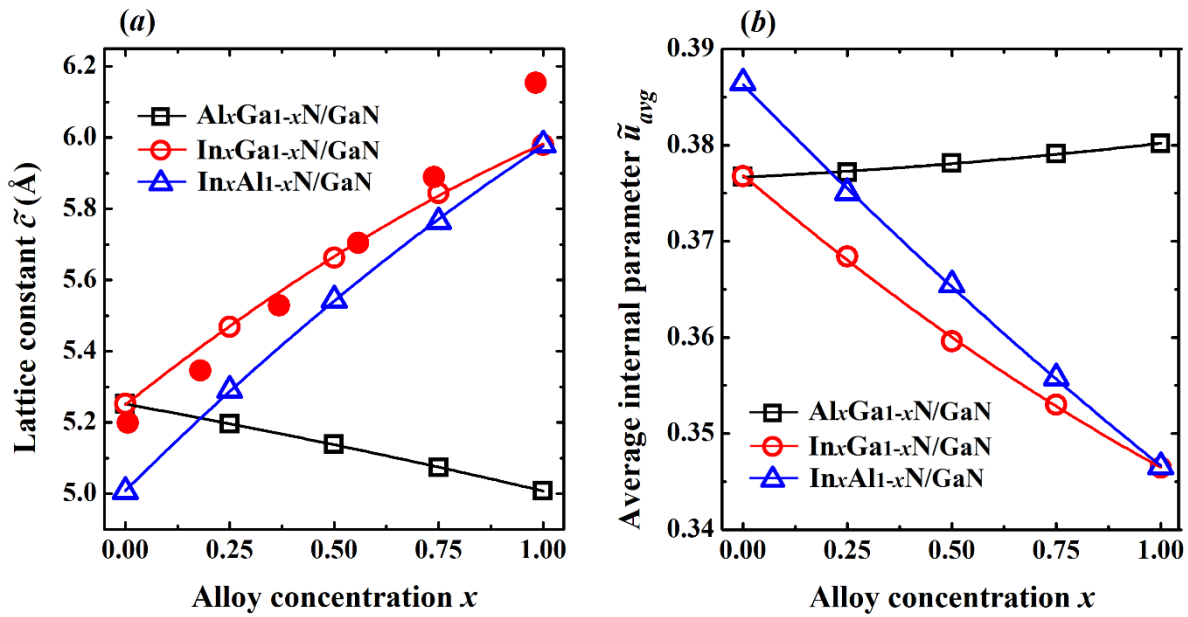 (a)
6.2
6.0
5.8
5.6
5.4
5.2
5.0
Lattice constant c̃ (Å)
AlxGa1-xN/GaN
InxGa1-xN/GaN
InxAl1-xN/GaN
0.00 0.25 0.50 0.75 1.00
Alloy concentration x
(b)
0.39
0.38
0.37
0.36
0.35
0.34
Average internal parameter ũavg
AlxGa1-xN/GaN
InxGa1-xN/GaN
InxAl1-xN/GaN
0.00 0.25 0.50 0.75 1.00
Alloy concentration x